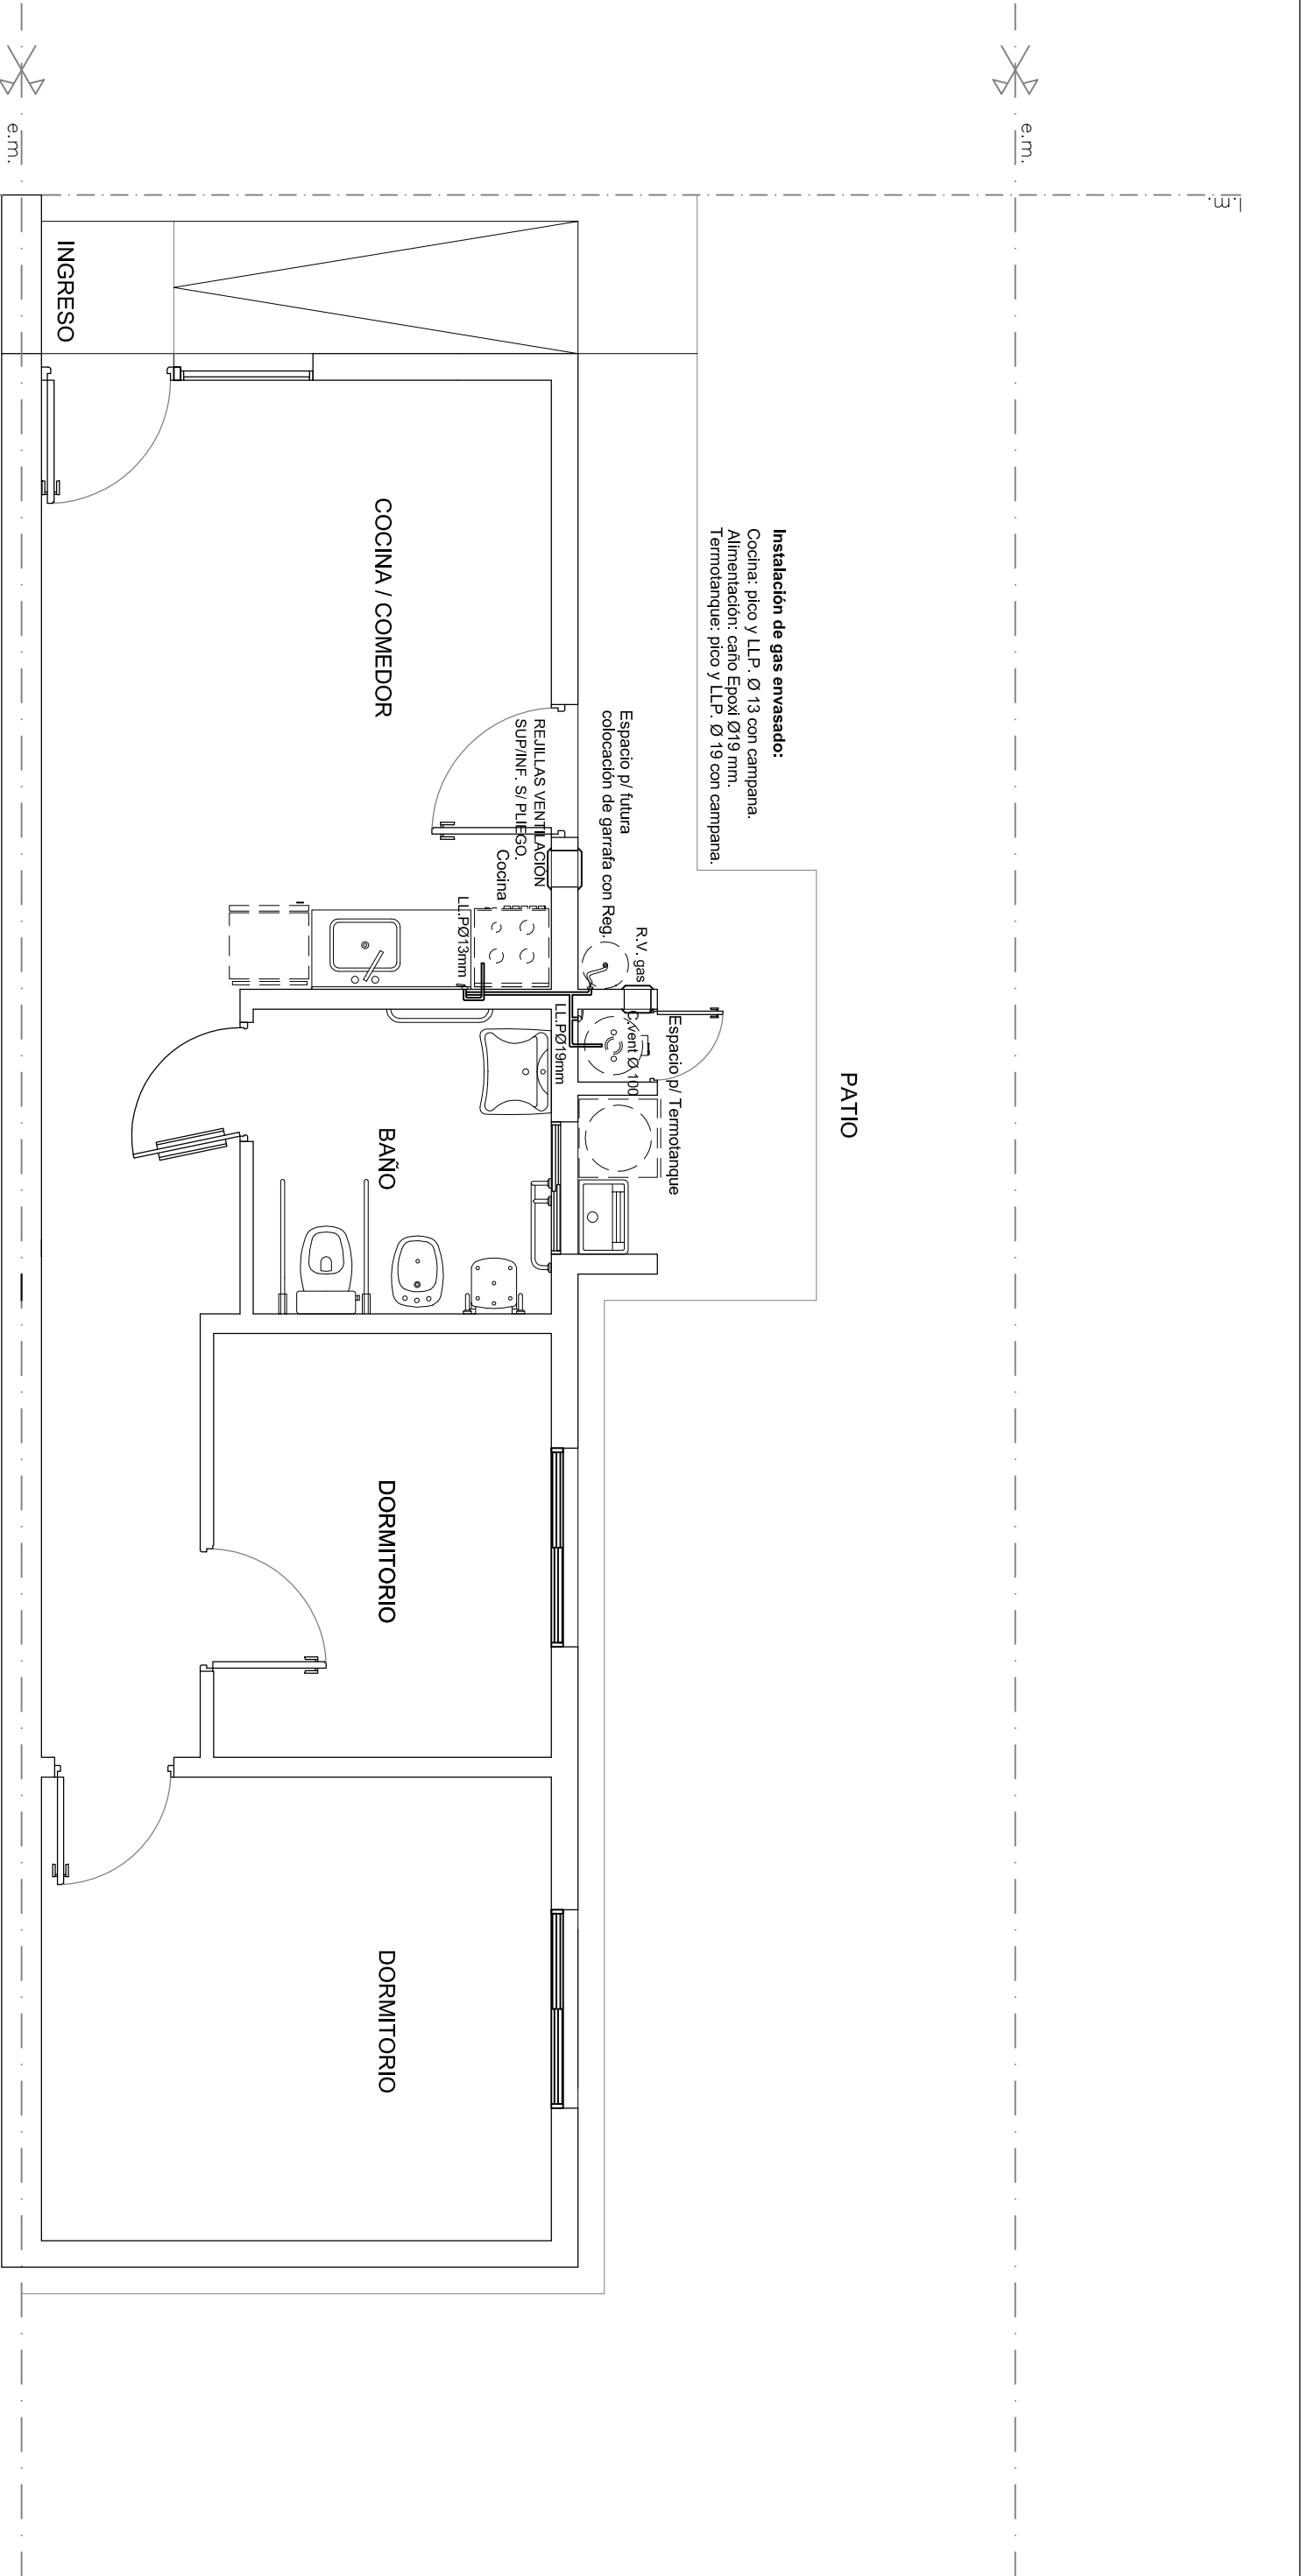 e.m.
e.m.
l.m.
INGRESO
COCINA / COMEDOR
Instalación de gas envasado:
Cocina: pico y LLP. Ø 13 con campana.
Alimentación: caño Epoxi Ø19 mm.
Termotanque: pico y LLP. Ø 19 con campana.
Espacio p/ futura
colocación de garrafa con Reg.
REJILLAS VENTILACIÓN
SUP/INF. S/ PLIEGO.
Cocina
LL.PØ13mm
R.V. gas
C.Vent Ø 100
LL.PØ19mm
Espacio p/ Termotanque
PATIO
BAÑO
DORMITORIO
DORMITORIO